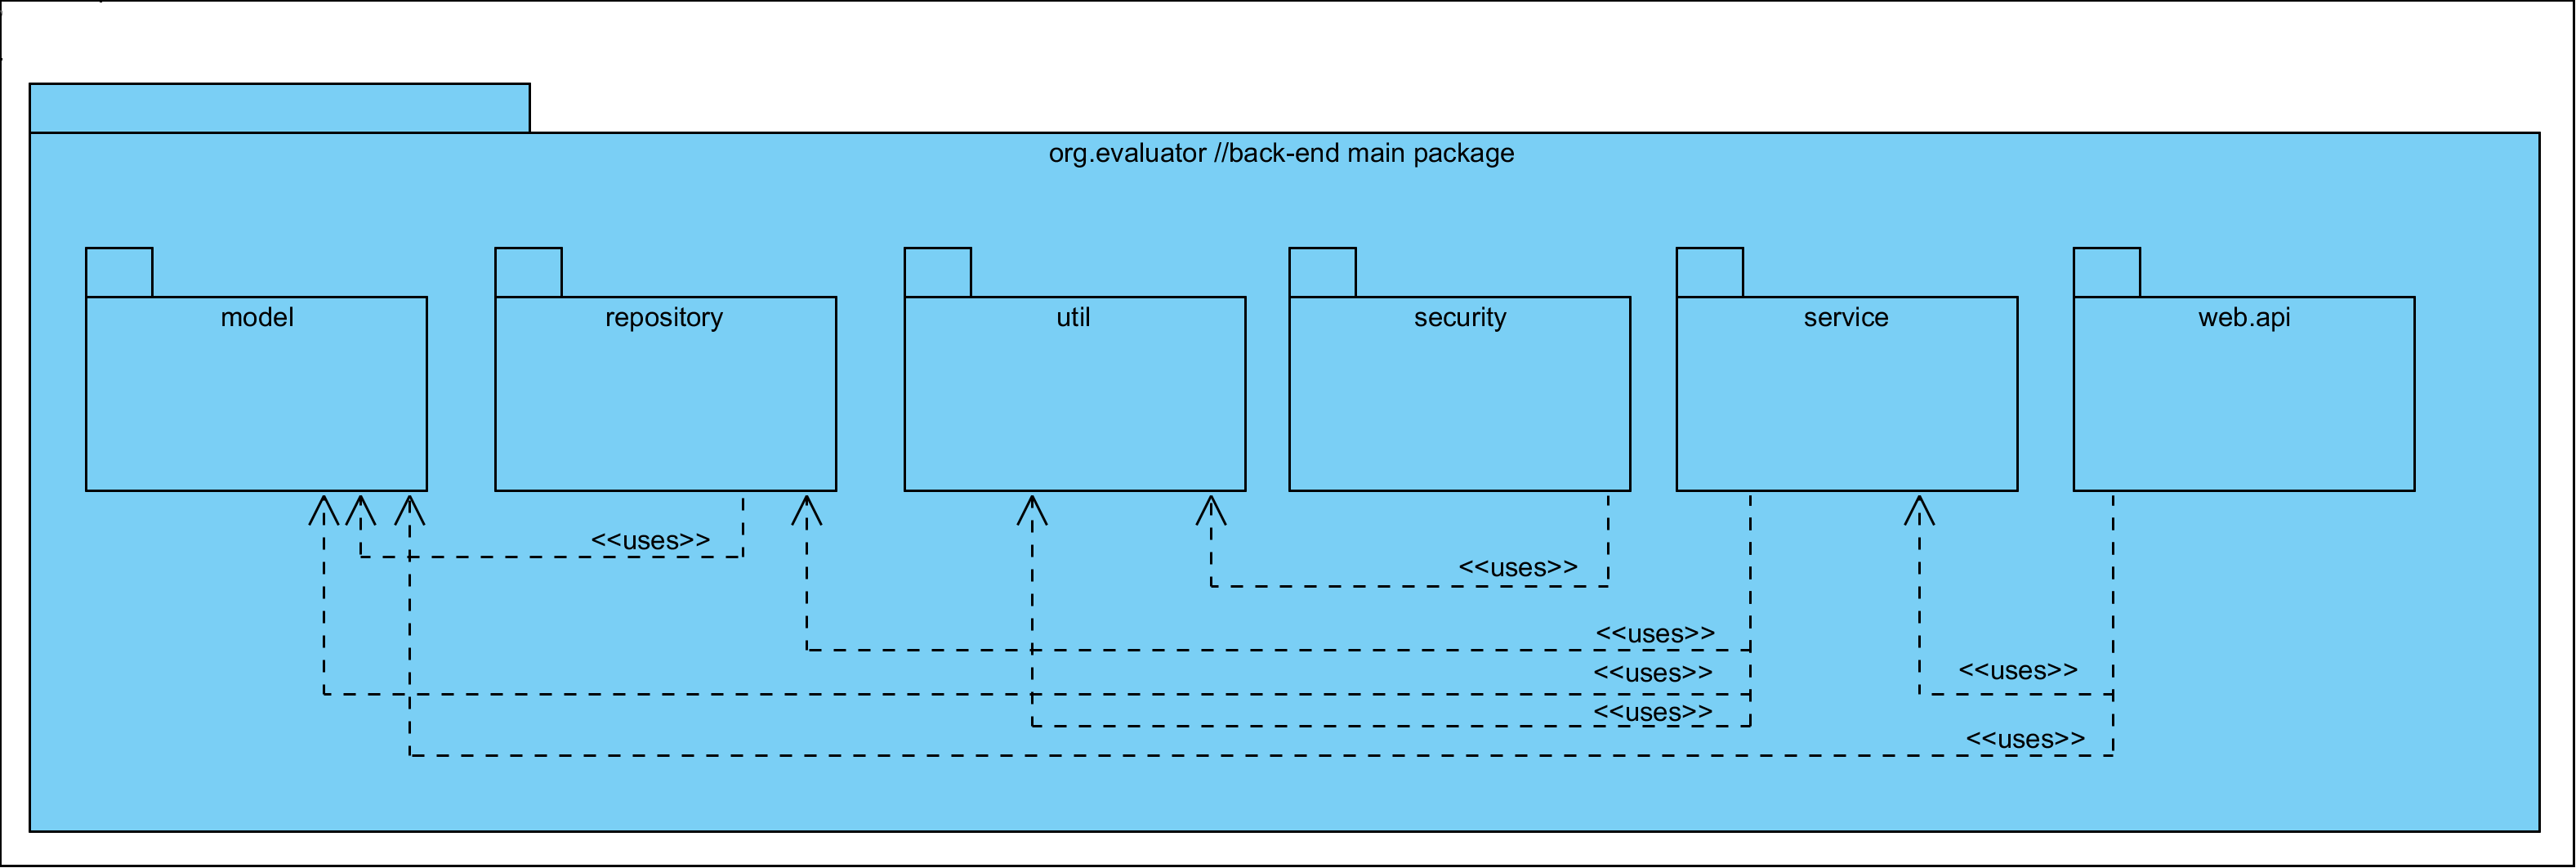 org.evaluator //back-end main package
model
repository
util
security
service
web.api
<<uses>>
<<uses>>
<<uses>>
<<uses>>
<<uses>>
<<uses>>
<<uses>>